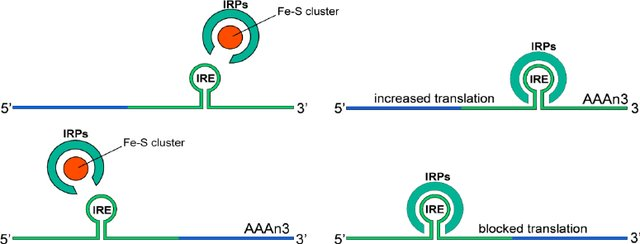 IRPs
Fe-S cluster
IRE
5’
3’
IRPs
IRE
increased translation
AAAn3
5’
3’
IRPs
Fe-S cluster
IRE
AAAn3
5’
3’
IRPs
IRE
blocked translation
5’
3’